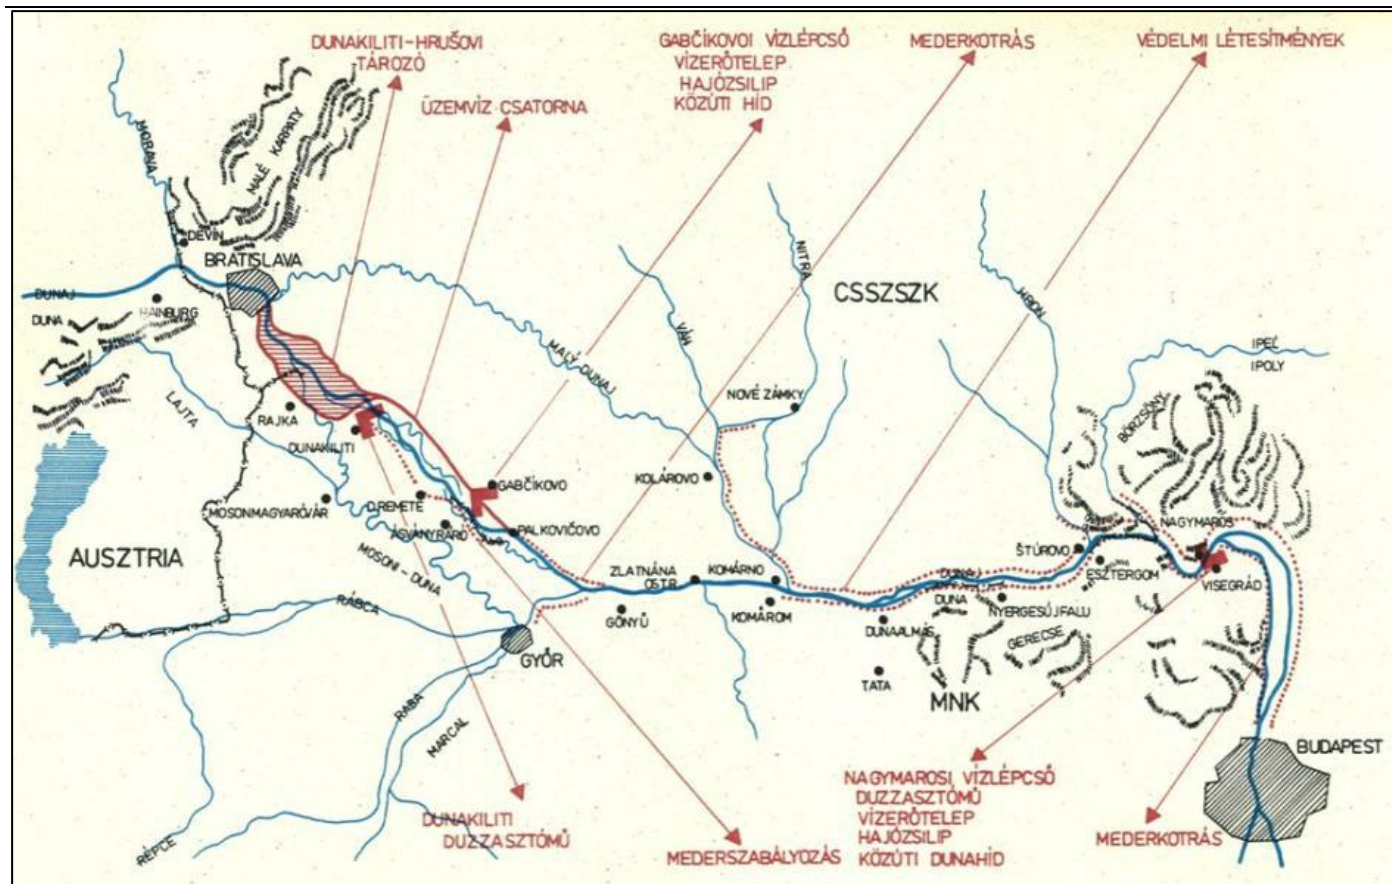 DUNAKILITI-HRUŠOVI
TÁROZÓ
ÜZEMVÍZ CSATORNA
GABČÍKOVOI VÍZLÉPCSŐ
VÍZERŐTELEP
HAJÓZSILIP
KÖZÚTI HÍD
MEDERKOTRÁS
VÉDELMI LÉTESÍTMÉNYEK
MORAVA
MALÉ KARPATY
DEVÍN
BRATISLAVA
DUNAJ
DUNA
HAINBURG
LAJTA
RAJKA
DUNAKILITI
MOSONMAGYARÓVÁR
D.REMETE
ÁSVÁNYRÁRÓ
GABČÍKOVO
PALKOVIČOVO
MALÝ-DUNAJ
VÁH
NITRA
CSSZSK
HRON
IPEĽ
IPOLY
NOVÉ ZÁMKY
KOLÁROVO
BÖRZSÖNY
NAGYMAROS
AUSZTRIA
MOSONI-DUNA
ZLATNÁNA
OSTR.
KOMÁRNO
ŠTÚROVO
ESZTERGOM
VISEGRÁD
DUNAJ
DUNA
RÁBCA
GÖNYŰ
KOMÁROM
DUNAALMÁS
NYERGESÚJFALU
GERECSE
GYŐR
TATA
MNK
RÁBA
MARCAL
RÉPCE
BUDAPEST
DUNAKILITI
DUZZASZTÓMŰ
MEDERSZABÁLYOZÁS
NAGYMAROSI VÍZLÉPCSŐ
DUZZASZTÓMŰ
VÍZERŐTELEP
HAJÓZSILIP
KÖZÚTI DUNAHÍD
MEDERKOTRÁS